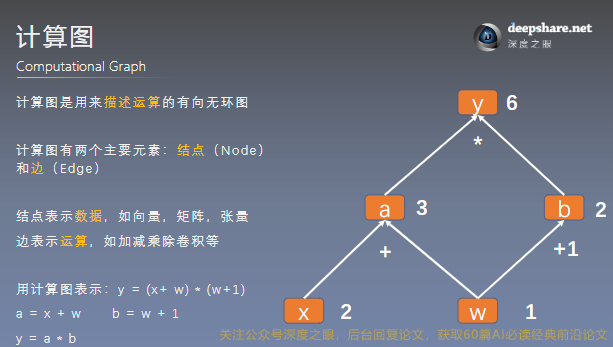 计算图
deepshare.net
深度之眼
Computational Graph
计算图是用来描述运算的有向无环图
计算图有两个主要元素：结点（Node）
和边（Edge）
结点表示数据，如向量，矩阵，张量
边表示运算，如加减乘除卷积等
用计算图表示：y = (x+ w) * (w+1)
a = x + w b = w + 1
y = a * b
y 6
*
a 3
b 2
+
+1
x 2
w 1
关注公众号深度之眼，后台回复论文，获取60篇AI必读经典前沿论文